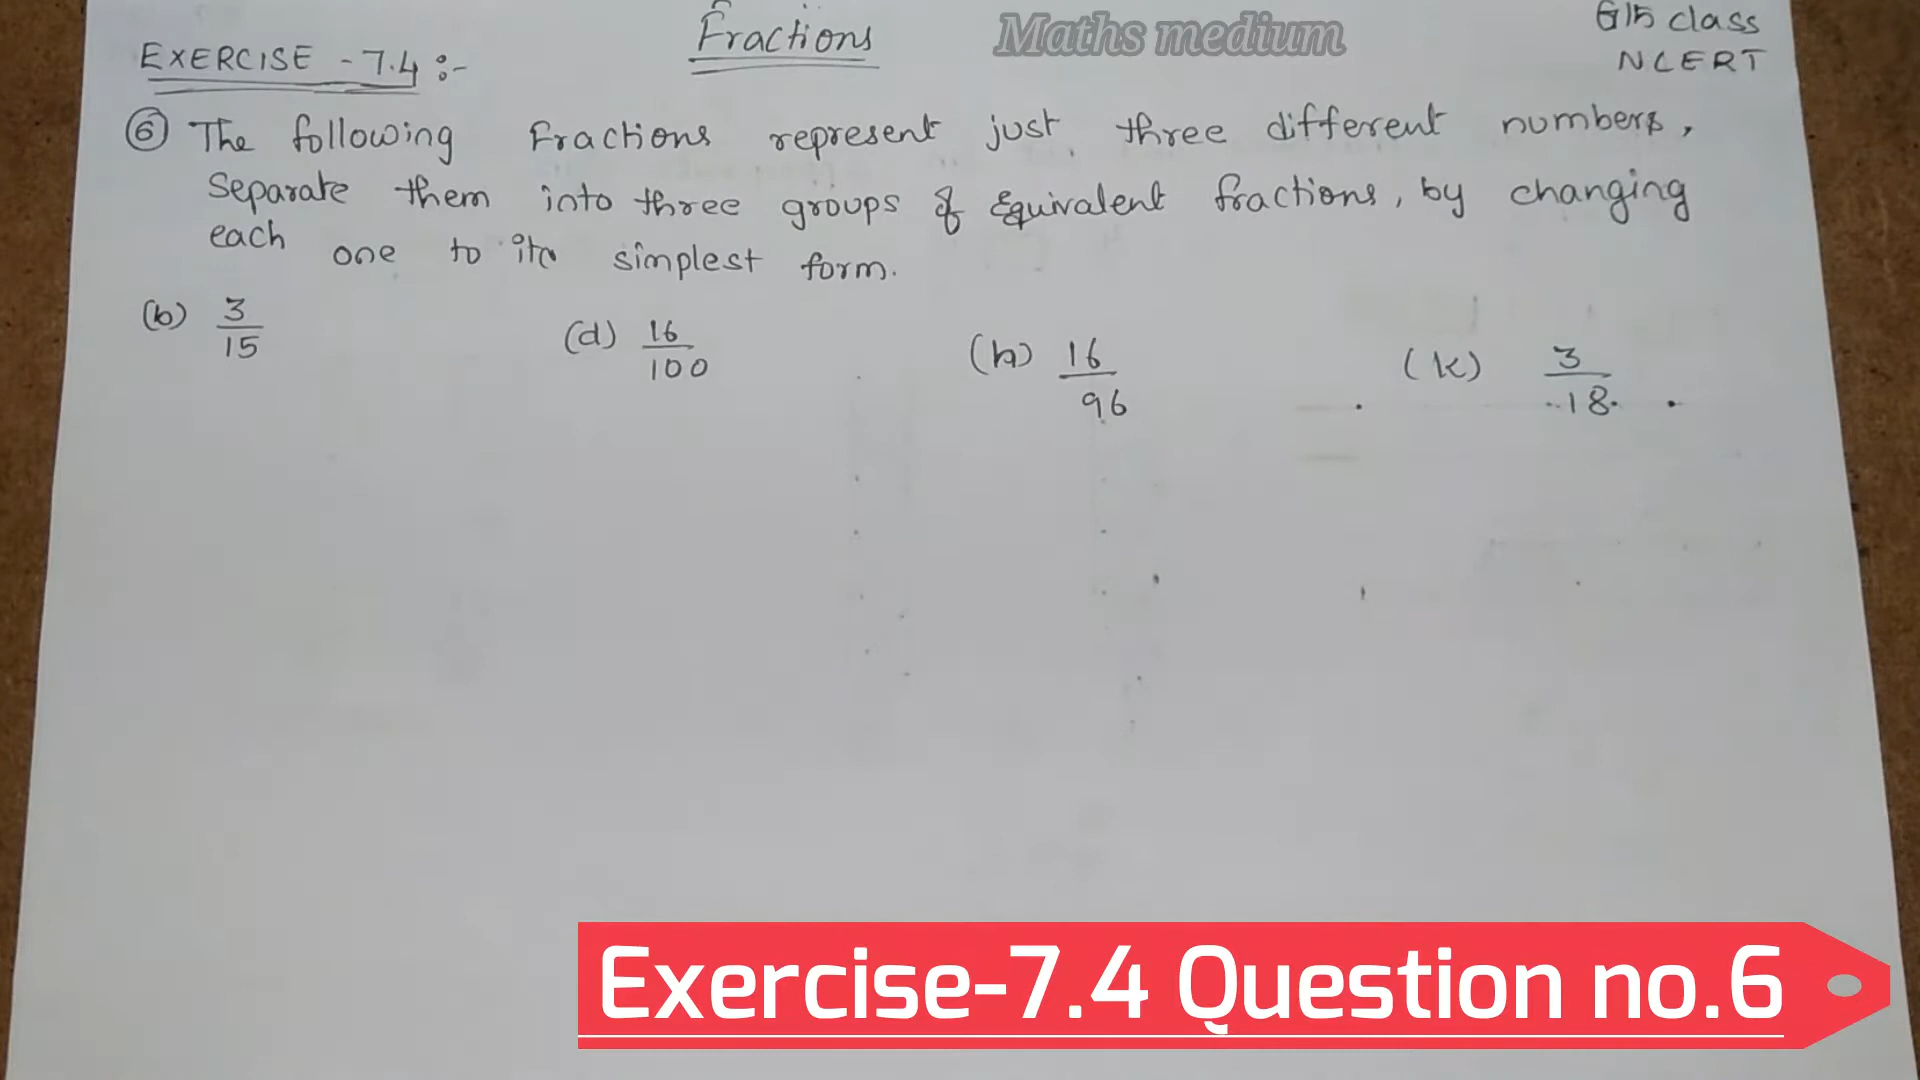 Fractions
Maths medium
6th class
NCERT
EXERCISE - 7.4 :-
(6) The following Fractions represent just three different numbers,
Separate them into three groups of Equivalent fractions, by changing
each one to its simplest form.
(b) 3/15 (d) 16/100 (h) 16/96 (k) 3/18.
Exercise-7.4 Question no.6